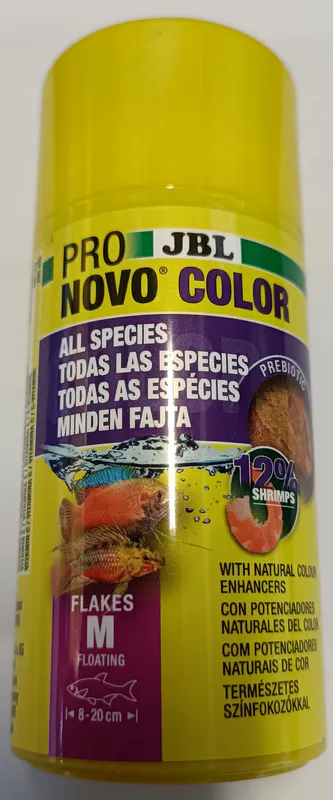 PRO JBL
NOVO® COLOR
ALL SPECIES
TODAS LAS ESPECIES
TODAS AS ESPÉCIES
MINDEN FAJTA
PREBIOTIC
12%
SHRIMPS
FLAKES
M
FLOATING
8-20 cm
WITH NATURAL COLOUR
ENHANCERS
CON POTENCIADORES
NATURALES DEL COLOR
COM POTENCIADORES
NATURAIS DE COR
TERMÉSZETES
SZÍNFOKOZÓKKAL